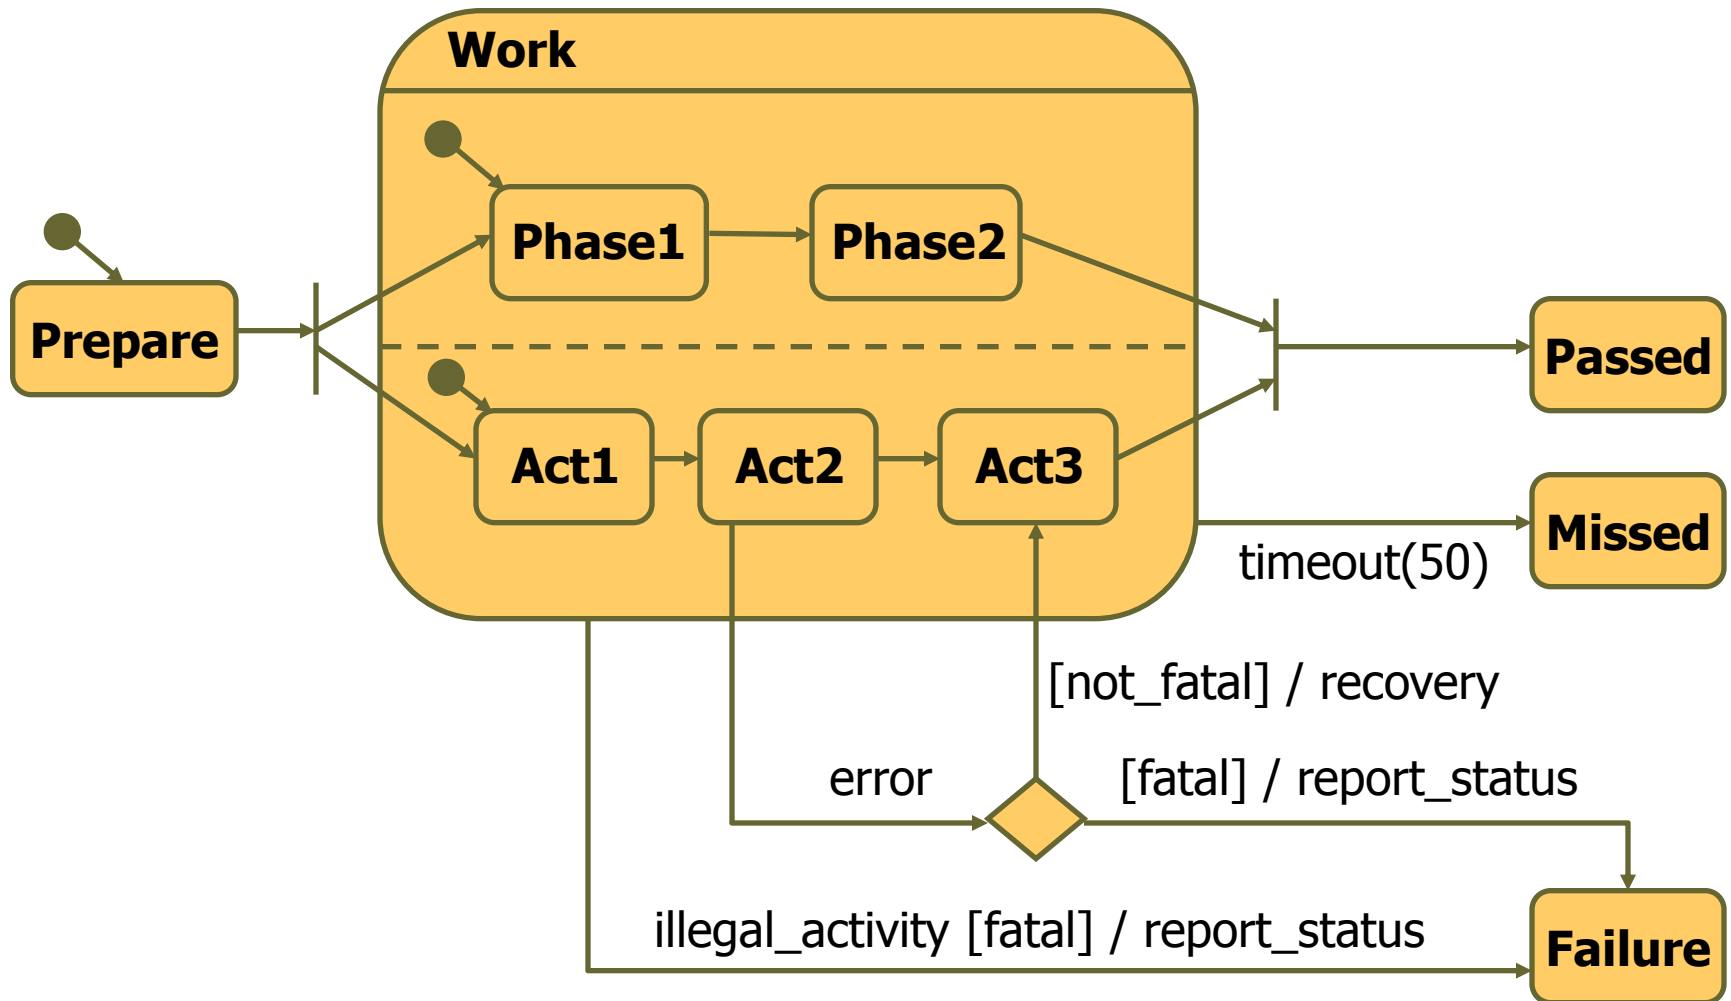 Work
Phase1
Phase2
Prepare
Passed
Act1
Act2
Act3
Missed
timeout(50)
[not_fatal] / recovery
error
[fatal] / report_status
illegal_activity [fatal] / report_status
Failure